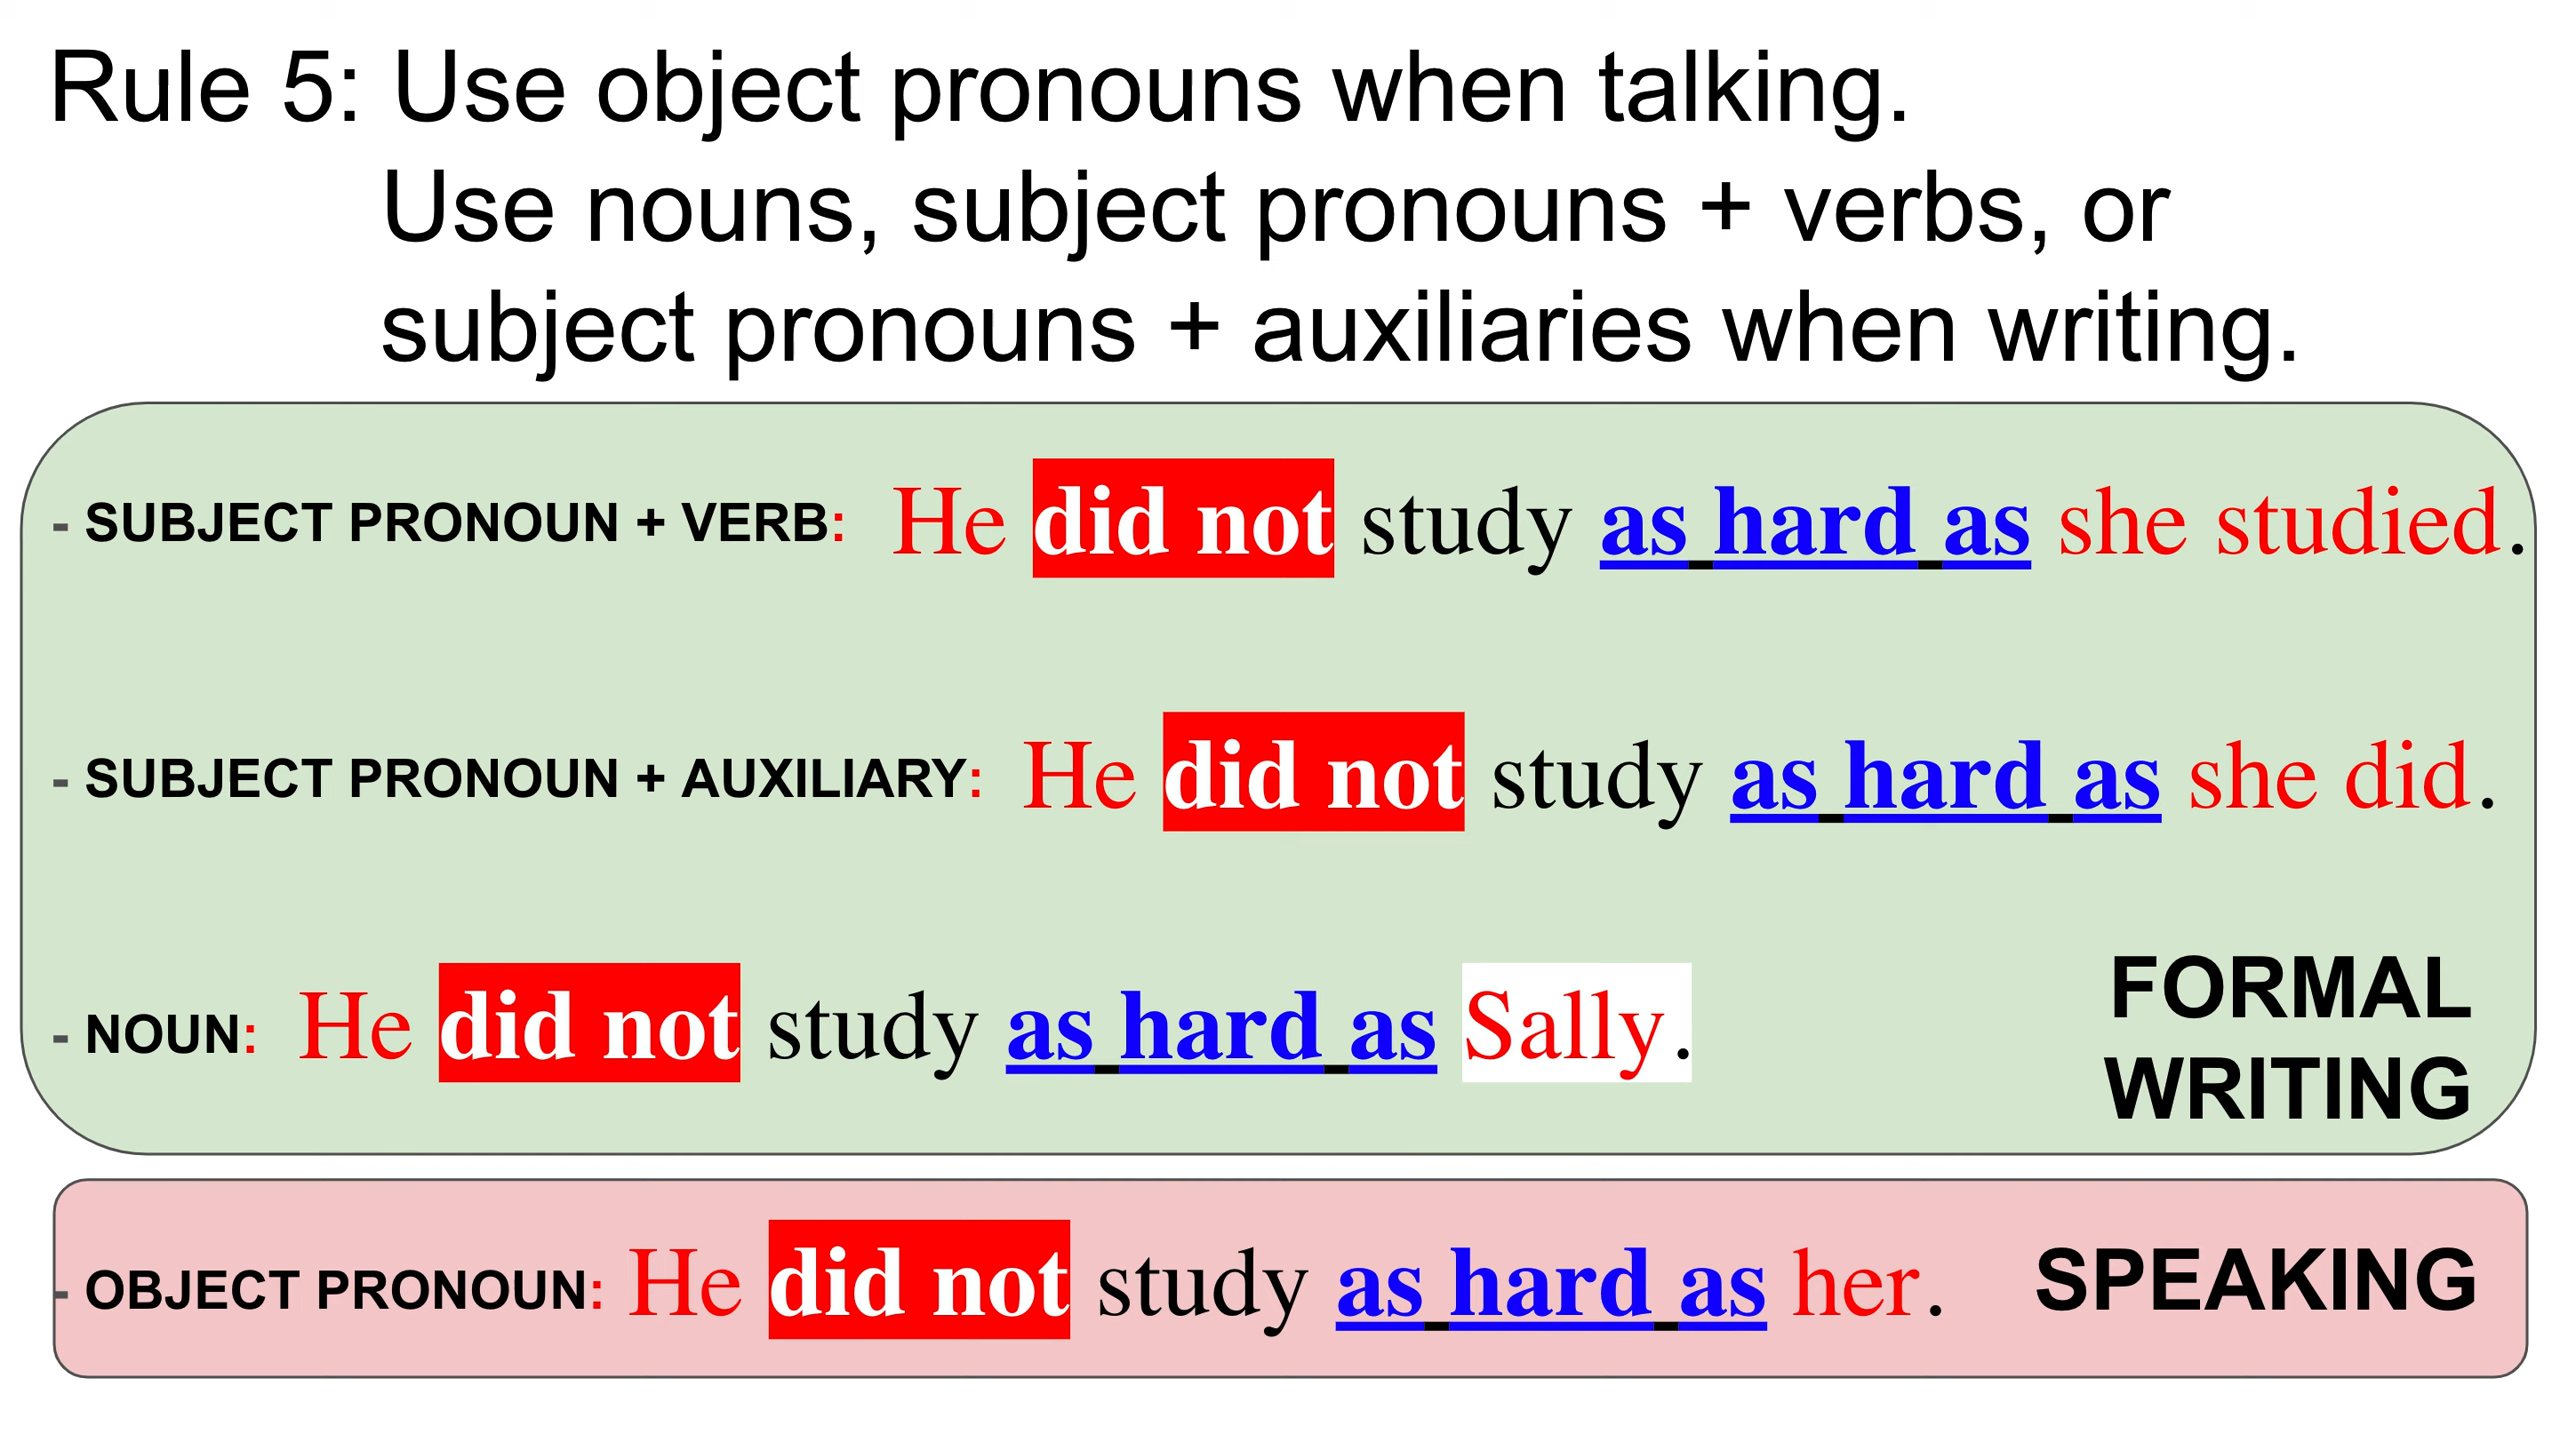 Rule 5: Use object pronouns when talking.
Use nouns, subject pronouns + verbs, or
subject pronouns + auxiliaries when writing.
- SUBJECT PRONOUN + VERB: He did not study as hard as she studied.
- SUBJECT PRONOUN + AUXILIARY: He did not study as hard as she did.
- NOUN: He did not study as hard as Sally.
FORMAL
WRITING
- OBJECT PRONOUN: He did not study as hard as her. SPEAKING